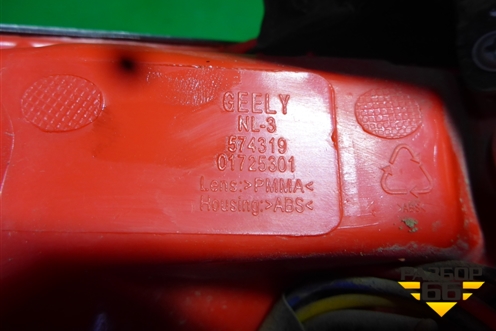 GEELY
NL-3
574319
01725301
Lens:>PMMA<
Housing:>ABS<
РАЗБОР
66